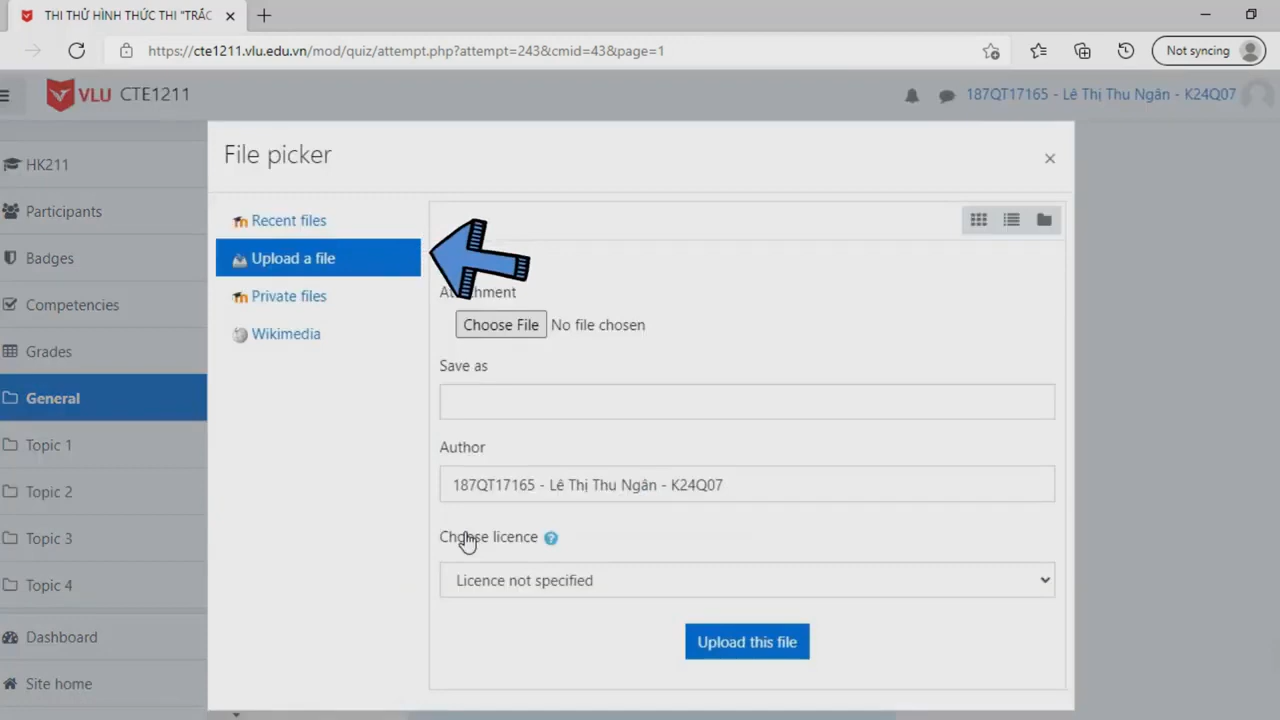 THI THỬ HÌNH THỨC THI "TRẮC
https://cte1211.vlu.edu.vn/mod/quiz/attempt.php?attempt=243&cmid=43&page=1
Not syncing
VLU CTE1211
187QT17165 - Lê Thị Thu Ngân - K24Q07
HK211
Participants
Badges
Competencies
Grades
General
Topic 1
Topic 2
Topic 3
Topic 4
Dashboard
Site home
File picker
Recent files
Upload a file
Private files
Wikimedia
Attachment
Choose File No file chosen
Save as
Author
187QT17165 - Lê Thị Thu Ngân - K24Q07
Choose licence
Licence not specified
Upload this file